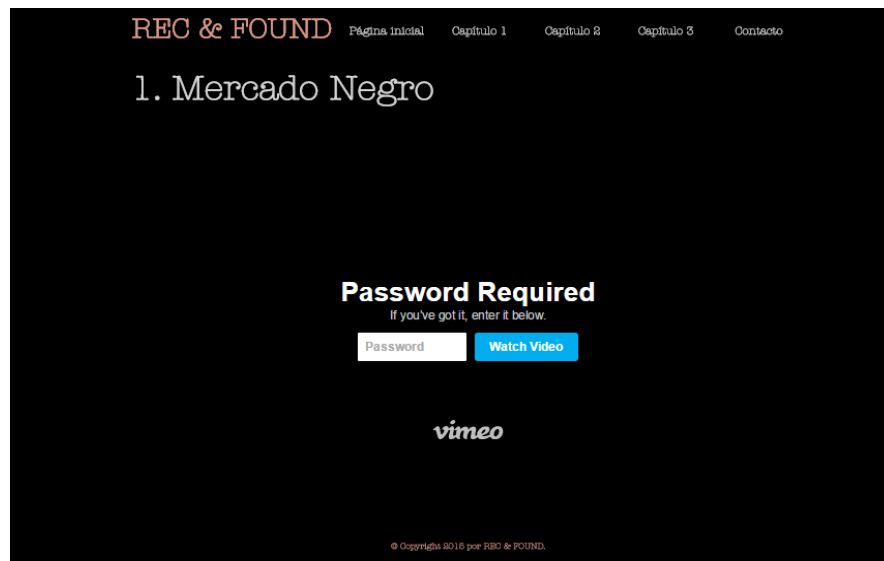 REC & FOUND Página inicial Capítulo 1 Capítulo 2 Capítulo 3 Contacto
1. Mercado Negro
Password Required
If you've got it, enter it below.
Password Watch Video
vimeo
© Copyright 2015 por REC & FOUND.